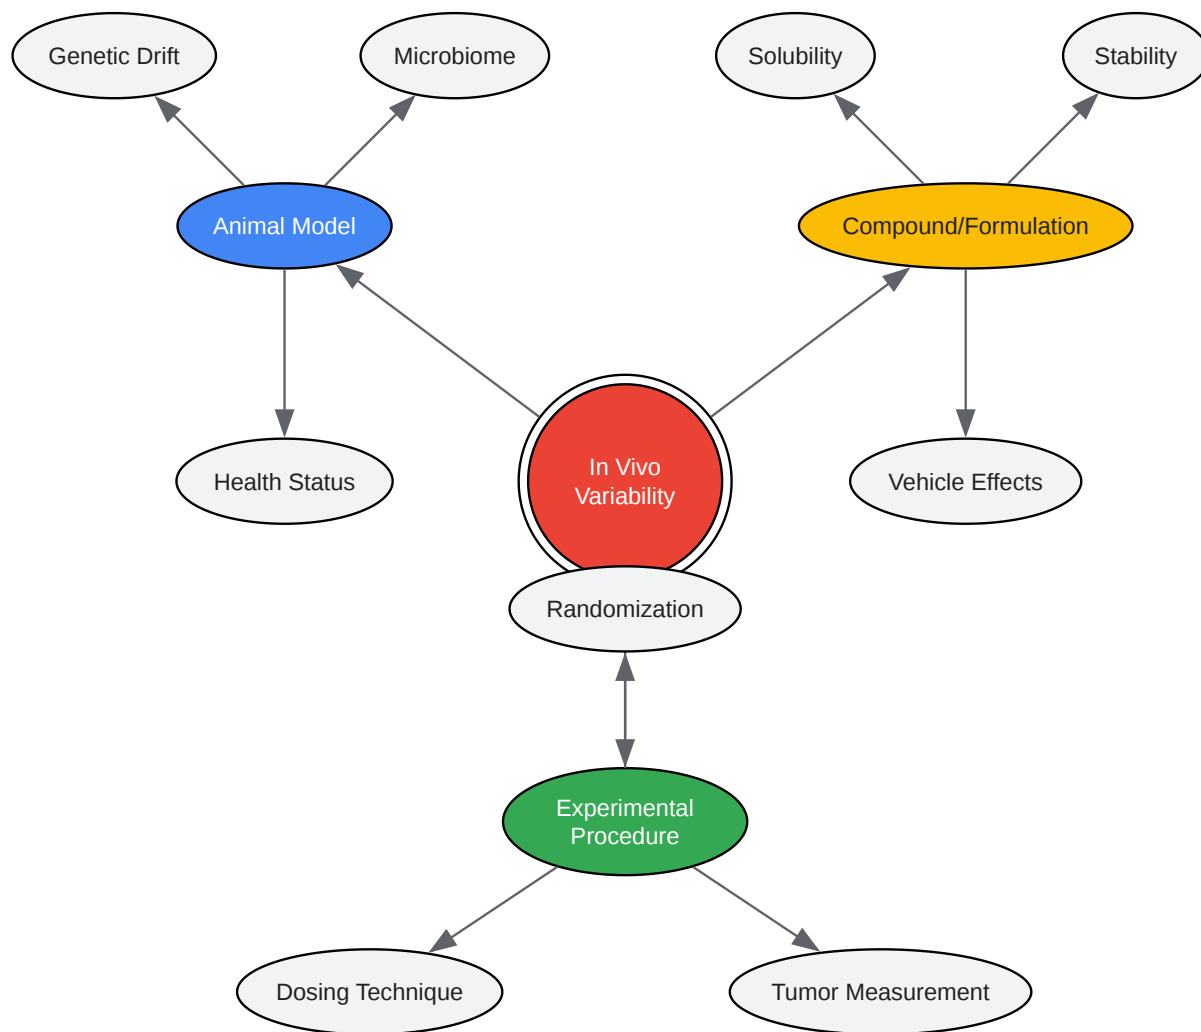 Genetic Drift
Microbiome
Solubility
Stability
Animal Model
Compound/Formulation
Health Status
In Vivo
Variability
Vehicle Effects
Randomization
Experimental
Procedure
Dosing Technique
Tumor Measurement